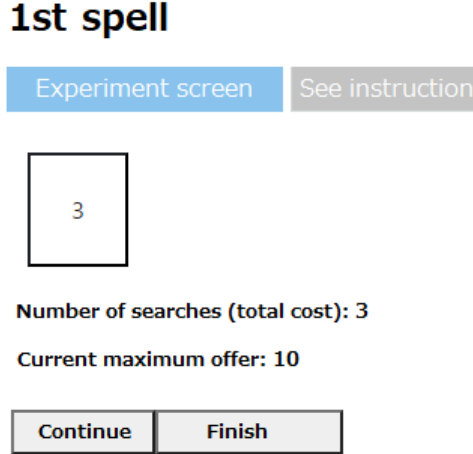 1st spell
Experiment screen See instruction
3
Number of searches (total cost): 3
Current maximum offer: 10
Continue Finish